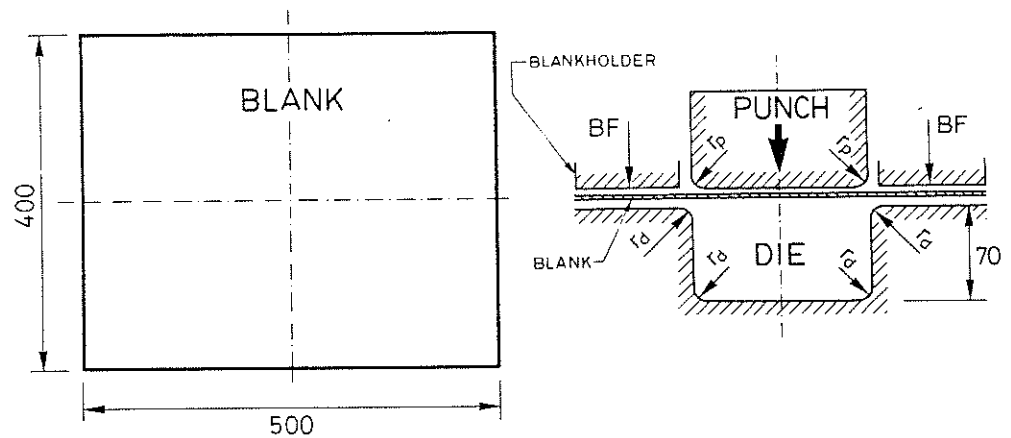 BLANK
400
500
BLANKHOLDER
BF
PUNCH
BF
rp
rp
rd
rd
DIE
rd
rd
BLANK
70